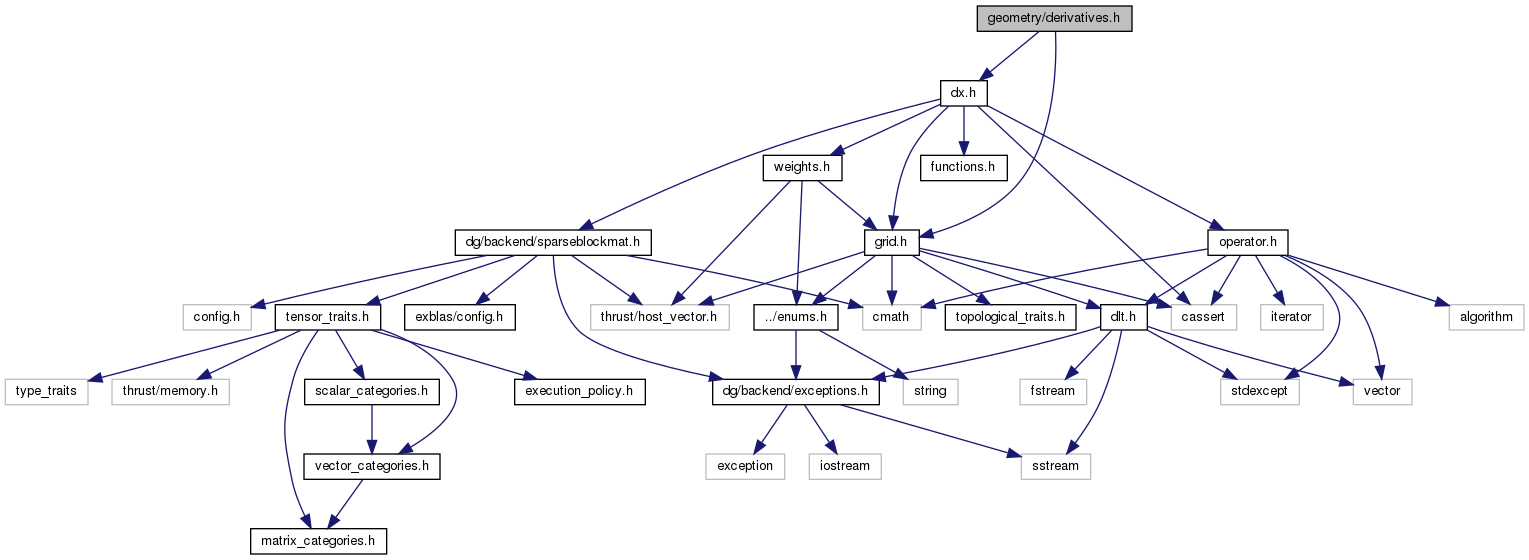 geometry/derivatives.h
dx.h
weights.h
functions.h
dg/backend/sparseblockmat.h
grid.h
operator.h
config.h
tensor_traits.h
exblas/config.h
thrust/host_vector.h
../enums.h
cmath
topological_traits.h
dlt.h
cassert
iterator
algorithm
type_traits
thrust/memory.h
scalar_categories.h
execution_policy.h
dg/backend/exceptions.h
string
fstream
stdexcept
vector
vector_categories.h
exception
iostream
sstream
matrix_categories.h